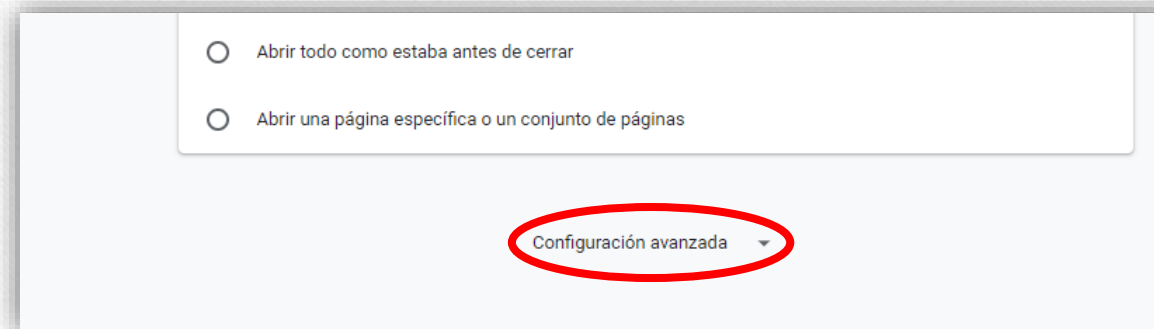 Abrir todo como estaba antes de cerrar
Abrir una página específica o un conjunto de páginas
Configuración avanzada